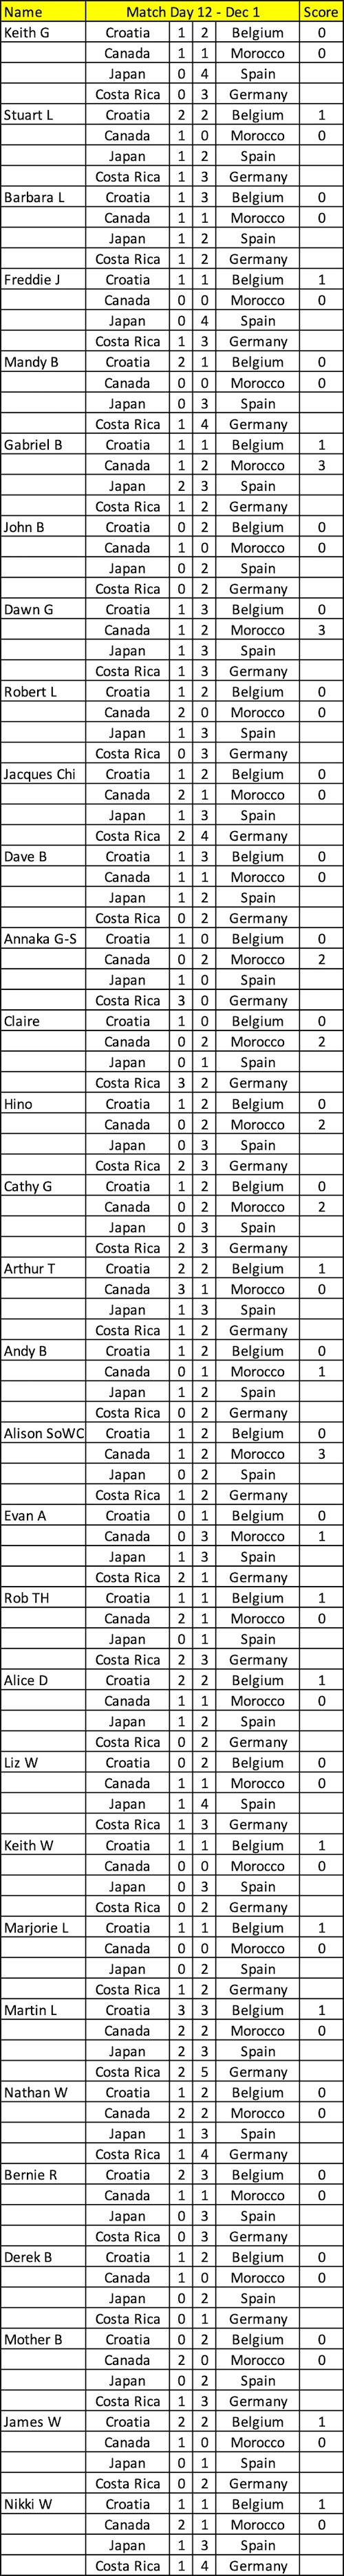 Name Match Day 12 - Dec 1 Score
Keith G Croatia 1 2 Belgium 0
Canada 1 1 Morocco 0
Japan 0 4 Spain
Costa Rica 0 3 Germany
Stuart L Croatia 2 2 Belgium 1
Canada 1 0 Morocco 0
Japan 1 2 Spain
Costa Rica 1 3 Germany
Barbara L Croatia 1 3 Belgium 0
Canada 1 1 Morocco 0
Japan 1 2 Spain
Costa Rica 1 2 Germany
Freddie J Croatia 1 1 Belgium 1
Canada 0 0 Morocco 0
Japan 0 4 Spain
Costa Rica 1 3 Germany
Mandy B Croatia 2 1 Belgium 0
Canada 0 0 Morocco 0
Japan 0 3 Spain
Costa Rica 1 4 Germany
Gabriel B Croatia 1 1 Belgium 1
Canada 1 2 Morocco 3
Japan 2 3 Spain
Costa Rica 1 2 Germany
John B Croatia 0 2 Belgium 0
Canada 1 0 Morocco 0
Japan 0 2 Spain
Costa Rica 0 2 Germany
Dawn G Croatia 1 3 Belgium 0
Canada 1 2 Morocco 3
Japan 1 3 Spain
Costa Rica 1 3 Germany
Robert L Croatia 1 2 Belgium 0
Canada 2 0 Morocco 0
Japan 1 3 Spain
Costa Rica 0 3 Germany
Jacques Chi Croatia 1 2 Belgium 0
Canada 2 1 Morocco 0
Japan 1 3 Spain
Costa Rica 2 4 Germany
Dave B Croatia 1 3 Belgium 0
Canada 1 1 Morocco 0
Japan 1 2 Spain
Costa Rica 0 2 Germany
Annaka G-S Croatia 1 0 Belgium 0
Canada 0 2 Morocco 2
Japan 1 0 Spain
Costa Rica 3 0 Germany
Claire Croatia 1 0 Belgium 0
Canada 0 2 Morocco 2
Japan 0 1 Spain
Costa Rica 3 2 Germany
Hino Croatia 1 2 Belgium 0
Canada 0 2 Morocco 2
Japan 0 3 Spain
Costa Rica 2 3 Germany
Cathy G Croatia 1 2 Belgium 0
Canada 0 2 Morocco 2
Japan 0 3 Spain
Costa Rica 2 3 Germany
Arthur T Croatia 2 2 Belgium 1
Canada 3 1 Morocco 0
Japan 1 3 Spain
Costa Rica 1 2 Germany
Andy B Croatia 1 2 Belgium 0
Canada 0 1 Morocco 1
Japan 1 2 Spain
Costa Rica 0 2 Germany
Alison SoWC Croatia 1 2 Belgium 0
Canada 1 2 Morocco 3
Japan 0 2 Spain
Costa Rica 1 2 Germany
Evan A Croatia 0 1 Belgium 0
Canada 0 3 Morocco 1
Japan 1 3 Spain
Costa Rica 2 1 Germany
Rob TH Croatia 1 1 Belgium 1
Canada 2 1 Morocco 0
Japan 0 1 Spain
Costa Rica 2 3 Germany
Alice D Croatia 2 2 Belgium 1
Canada 1 1 Morocco 0
Japan 1 2 Spain
Costa Rica 0 2 Germany
Liz W Croatia 0 2 Belgium 0
Canada 1 1 Morocco 0
Japan 1 4 Spain
Costa Rica 1 3 Germany
Keith W Croatia 1 1 Belgium 1
Canada 0 0 Morocco 0
Japan 0 3 Spain
Costa Rica 0 2 Germany
Marjorie L Croatia 1 1 Belgium 1
Canada 0 0 Morocco 0
Japan 0 2 Spain
Costa Rica 1 2 Germany
Martin L Croatia 3 3 Belgium 1
Canada 2 2 Morocco 0
Japan 2 3 Spain
Costa Rica 2 5 Germany
Nathan W Croatia 1 2 Belgium 0
Canada 2 2 Morocco 0
Japan 1 3 Spain
Costa Rica 1 4 Germany
Bernie R Croatia 2 3 Belgium 0
Canada 1 1 Morocco 0
Japan 0 3 Spain
Costa Rica 0 3 Germany
Derek B Croatia 1 2 Belgium 0
Canada 1 0 Morocco 0
Japan 0 2 Spain
Costa Rica 0 1 Germany
Mother B Croatia 0 2 Belgium 0
Canada 2 0 Morocco 0
Japan 0 2 Spain
Costa Rica 1 3 Germany
James W Croatia 2 2 Belgium 1
Canada 1 0 Morocco 0
Japan 0 1 Spain
Costa Rica 0 2 Germany
Nikki W Croatia 1 1 Belgium 1
Canada 2 1 Morocco 0
Japan 1 3 Spain
Costa Rica 1 4 Germany